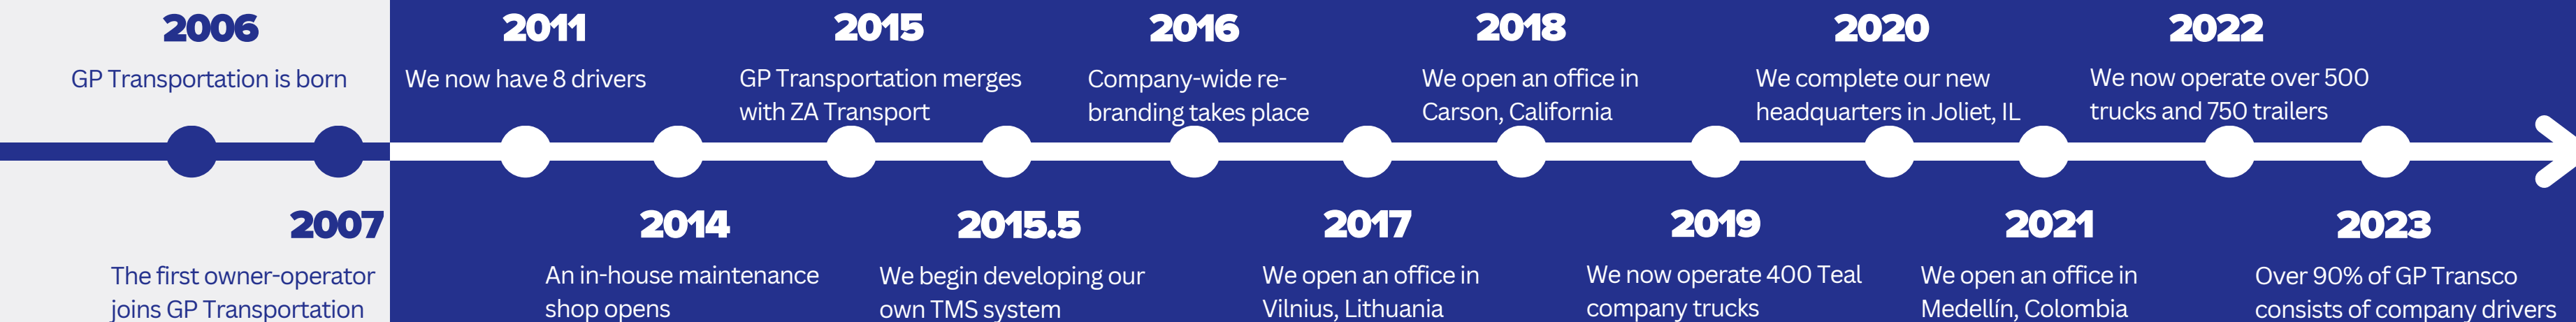 2006
GP Transportation is born
2007
The first owner-operator
joins GP Transportation
2011
We now have 8 drivers
2014
An in-house maintenance
shop opens
2015
GP Transportation merges
with ZA Transport
2015.5
We begin developing our
own TMS system
2016
Company-wide re-
branding takes place
2017
We open an office in
Vilnius, Lithuania
2018
We open an office in
Carson, California
2019
We now operate 400 Teal
company trucks
2020
We complete our new
headquarters in Joliet, IL
2021
We open an office in
Medellín, Colombia
2022
We now operate over 500
trucks and 750 trailers
2023
Over 90% of GP Transco
consists of company drivers